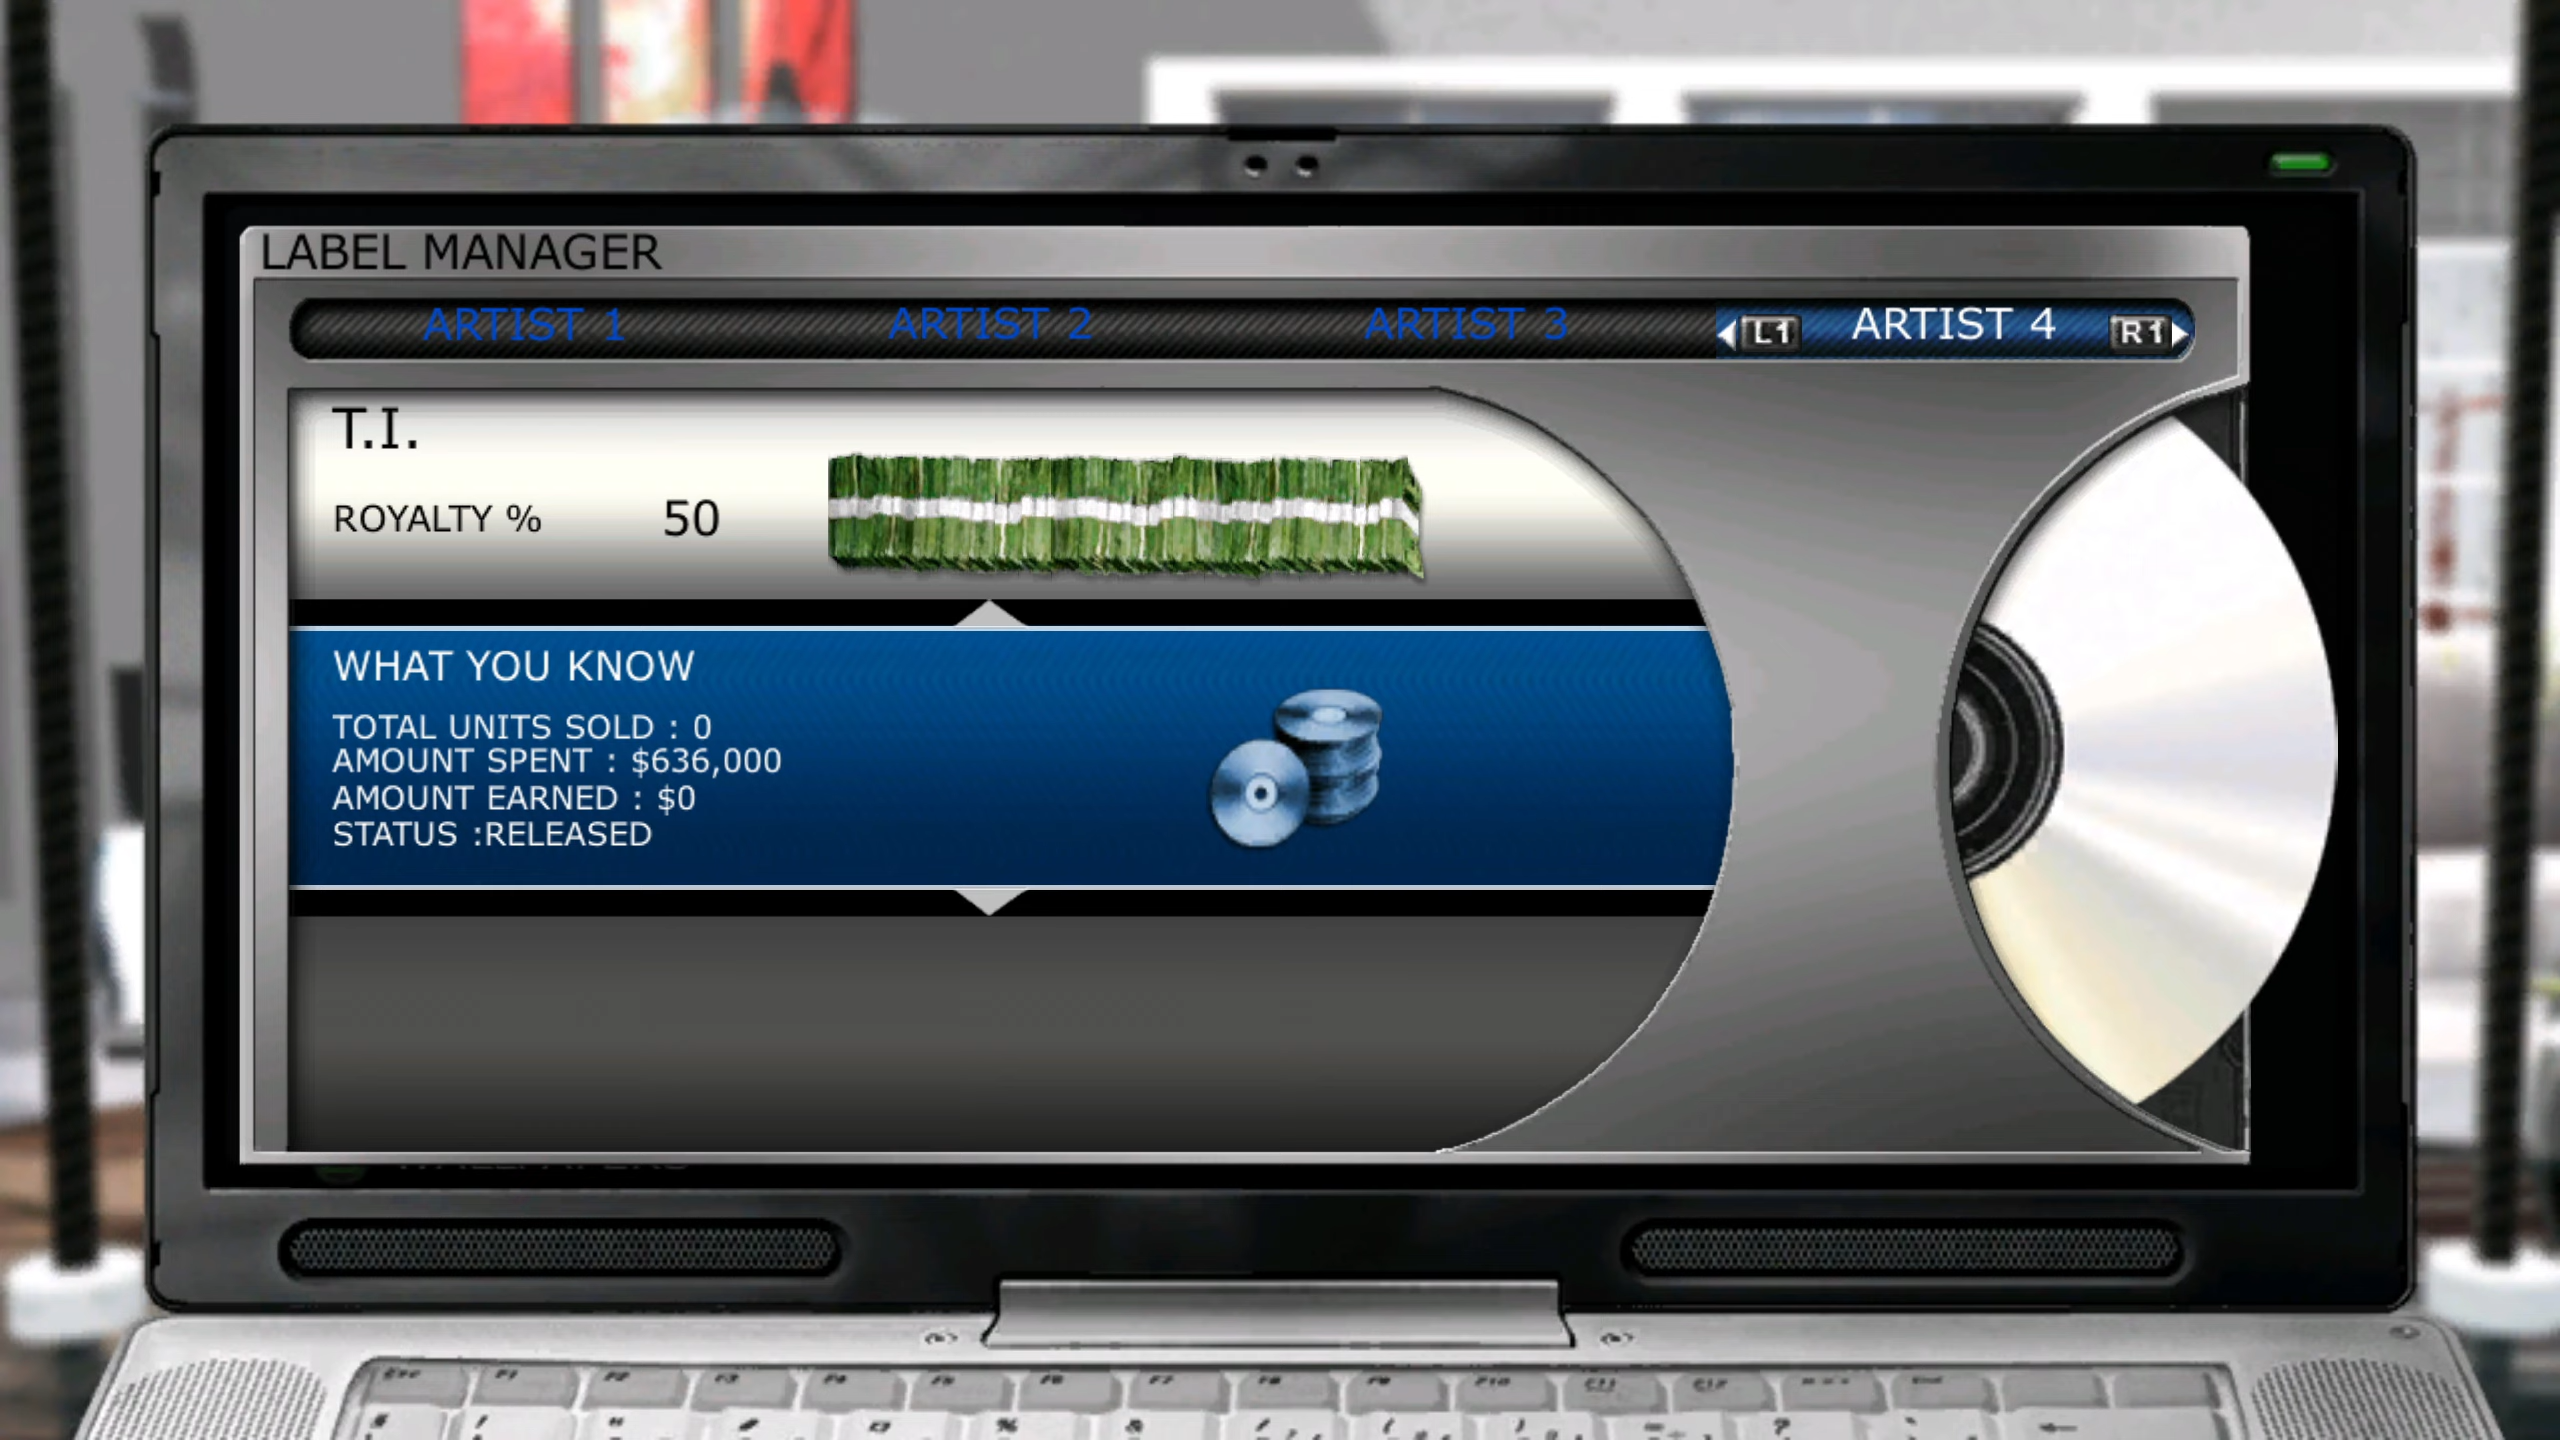 LABEL MANAGER
ARTIST 1 ARTIST 2 ARTIST 3 L1 ARTIST 4 R1
T.I.
ROYALTY % 50
WHAT YOU KNOW
TOTAL UNITS SOLD : 0
AMOUNT SPENT : $636,000
AMOUNT EARNED : $0
STATUS :RELEASED